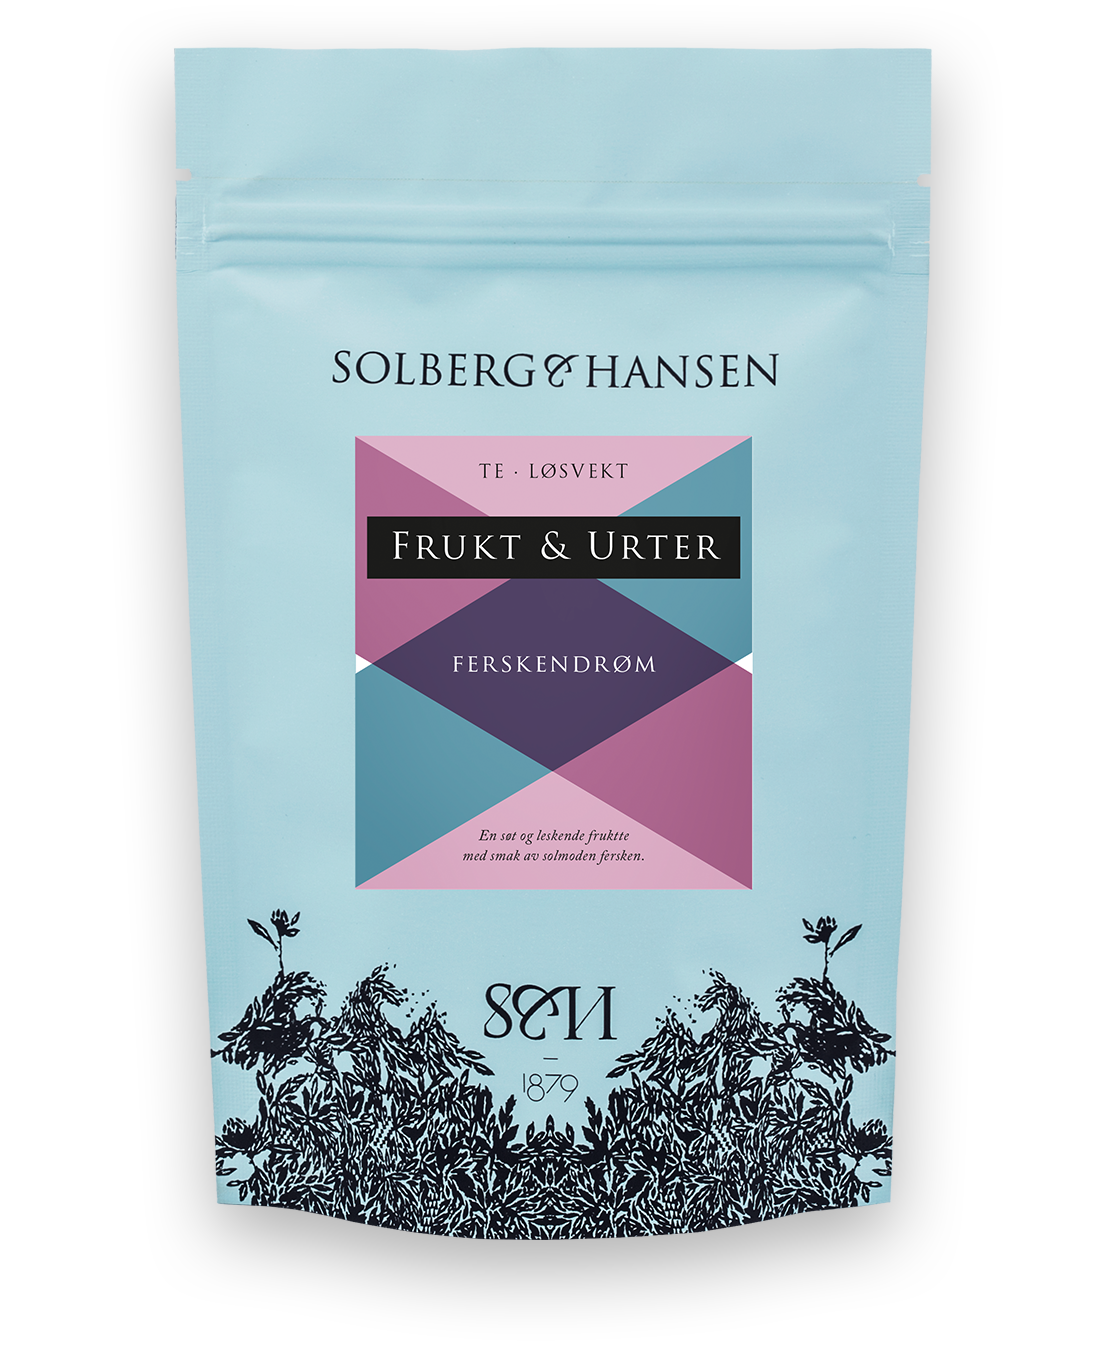 SOLBERG & HANSEN
TE · LØSVEKT
FRUKT & URTER
FERSKENDRØM
En søt og leskende fruktte
med smak av solmoden fersken.
S&H
1879